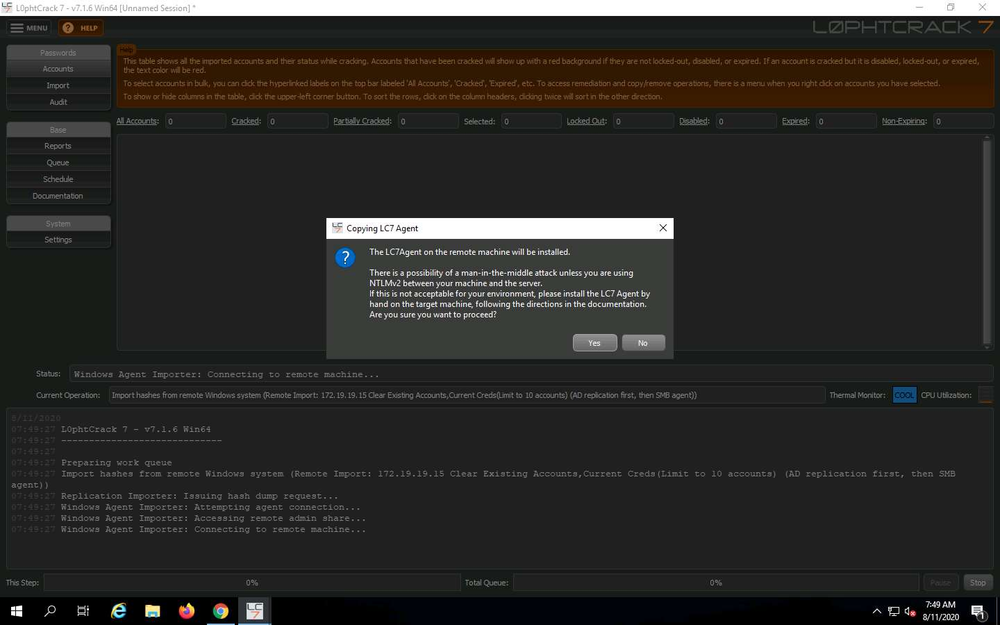 L0phtCrack 7 - v7.1.6 Win64 [Unnamed Session] *
MENU
HELP
L0PHTCRACK 7
Passwords
Accounts
Import
Audit
Base
Reports
Queue
Schedule
Documentation
System
Settings
Help
This table shows all the imported accounts and their status while cracking. Accounts that have been cracked will show up with a red background if they are not locked-out, disabled, or expired. If an account is cracked but it is disabled, locked-out, or expired,
the text color will be red.
To select accounts in bulk, you can click the hyperlinked labels on the top bar labeled 'All Accounts', 'Cracked', 'Expired', etc. To access remediation and copy/remove operations, there is a menu when you right click on accounts you have selected.
To show or hide columns in the table, click the upper-left corner button. To sort the rows, click on the column headers, clicking twice will sort in the other direction.
All Accounts: 0 Cracked: 0 Partially Cracked: 0 Selected: 0 Locked Out: 0 Disabled: 0 Expired: 0 Non-Expiring: 0
LC7 Copying LC7 Agent
?
The LC7Agent on the remote machine will be installed.
There is a possibility of a man-in-the-middle attack unless you are using
NTLMv2 between your machine and the server.
If this is not acceptable for your environment, please install the LC7 Agent by
hand on the target machine, following the directions in the documentation.
Are you sure you want to proceed?
Yes No
Status: Windows Agent Importer: Connecting to remote machine...
Current Operation: Import hashes from remote Windows system (Remote Import: 172.19.19.15 Clear Existing Accounts,Current Creds(Limit to 10 accounts) (AD replication first, then SMB agent)) Thermal Monitor: COOL CPU Utilization:
8/11/2020
07:49:27 L0phtCrack 7 - v7.1.6 Win64
07:49:27 -----------------------------
07:49:27
07:49:27 Preparing work queue
07:49:27 Import hashes from remote Windows system (Remote Import: 172.19.19.15 Clear Existing Accounts,Current Creds(Limit to 10 accounts) (AD replication first, then SMB
agent))
07:49:27 Replication Importer: Issuing hash dump request...
07:49:27 Windows Agent Importer: Attempting agent connection...
07:49:27 Windows Agent Importer: Accessing remote admin share...
07:49:27 Windows Agent Importer: Connecting to remote machine...
This Step: 0% Total Queue: 0% Pause Stop
LC7
7:49 AM
8/11/2020
1